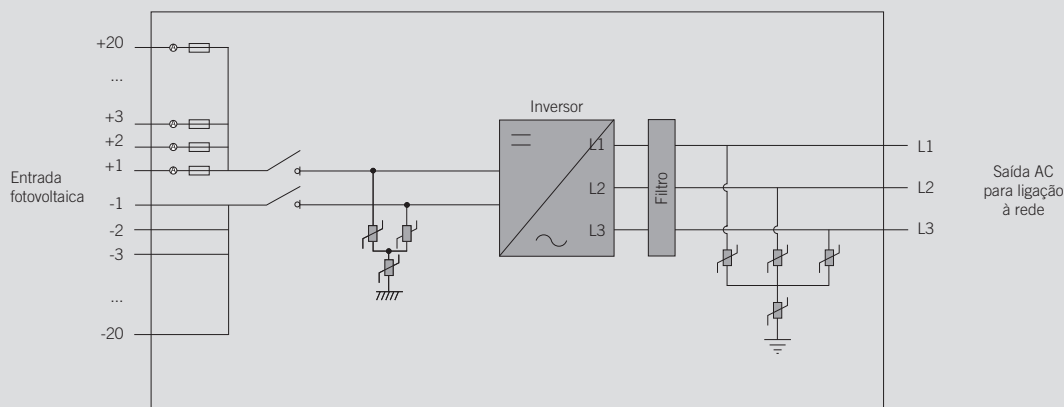 +20
...
+3
+2
+1
Entrada
fotovoltaica
-1
-2
-3
...
-20
Inversor
L1
L2
L3
Filtro
L1
L2
L3
Saída AC
para ligação
à rede